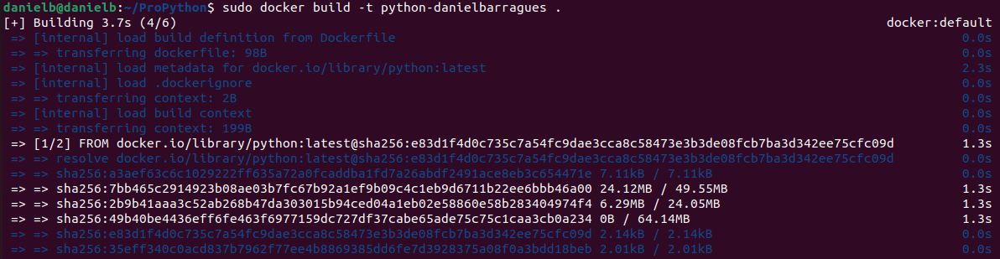 danielb@danielb:~/ProPython$ sudo docker build -t python-danielbarragues .
[+] Building 3.7s (4/6) docker:default
=> [internal] load build definition from Dockerfile 0.0s
=> => transferring dockerfile: 98B 0.0s
=> [internal] load metadata for docker.io/library/python:latest 2.3s
=> [internal] load .dockerignore 0.0s
=> => transferring context: 2B 0.0s
=> [internal] load build context 0.0s
=> => transferring context: 199B 0.0s
=> [1/2] FROM docker.io/library/python:latest@sha256:e83d1f4d0c735c7a54fc9dae3cca8c58473e3b3de08fcb7ba3d342ee75cfc09d 1.3s
=> => resolve docker.io/library/python:latest@sha256:e83d1f4d0c735c7a54fc9dae3cca8c58473e3b3de08fcb7ba3d342ee75cfc09d 0.0s
=> => sha256:a3aef63c6c1029222ff635a72a0fcaddba1fd7a26abdf2491ace8eb3c654471e 7.11kB / 7.11kB 0.0s
=> => sha256:7bb465c2914923b08ae03b7fc67b92a1ef9b09c4c1eb9d6711b22ee6bbb46a00 24.12MB / 49.55MB 1.3s
=> => sha256:2b9b41aaa3c52ab268b47da303015b94ced04a1eb02e58860e58b283404974f4 6.29MB / 24.05MB 1.3s
=> => sha256:49b40be4436eff6fe463f6977159dc727df37cabe65ade75c75c1caa3cb0a234 0B / 64.14MB 1.3s
=> => sha256:e83d1f4d0c735c7a54fc9dae3cca8c58473e3b3de08fcb7ba3d342ee75cfc09d 2.14kB / 2.14kB 0.0s
=> => sha256:35eff340c0acd837b7962f77ee4b8869385dd6fe7d3928375a08f0a3bdd18beb 2.01kB / 2.01kB 0.0s